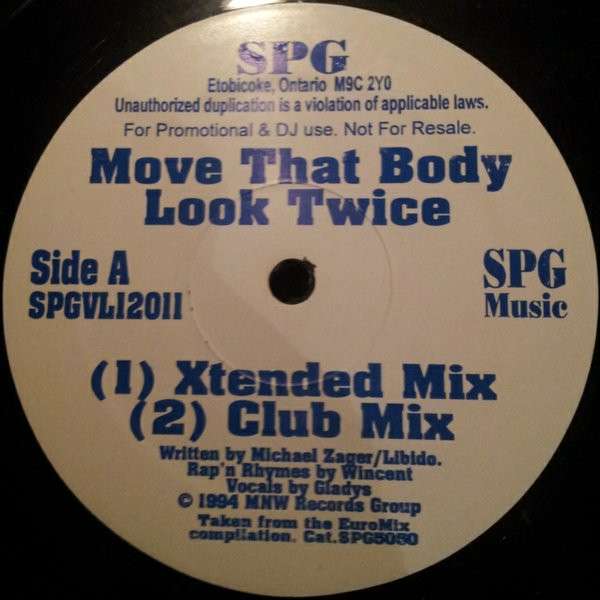 SPG
Etobicoke, Ontario M9C 2Y0
Unauthorized duplication is a violation of applicable laws.
For Promotional & DJ use. Not For Resale.
Move That Body
Look Twice
Side A
SPGVL12011
SPG
Music
(1) Xtended Mix
(2) Club Mix
Written by Michael Zager/Libido.
Rap'n Rhymes by Wincent
Vocals by Gladys
© 1994 MNW Records Group
Taken from the EuroMix
compilation. Cat.SPG5050